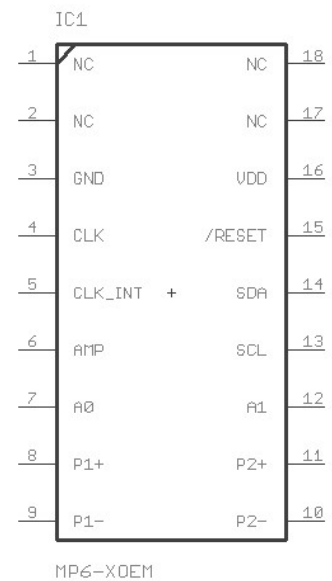 IC1
1 NC NC 18
2 NC NC 17
3 GND VDD 16
4 CLK /RESET 15
5 CLK_INT + SDA 14
6 AMP SCL 13
7 A0 A1 12
8 P1+ P2+ 11
9 P1- P2- 10
MP6-XOEM